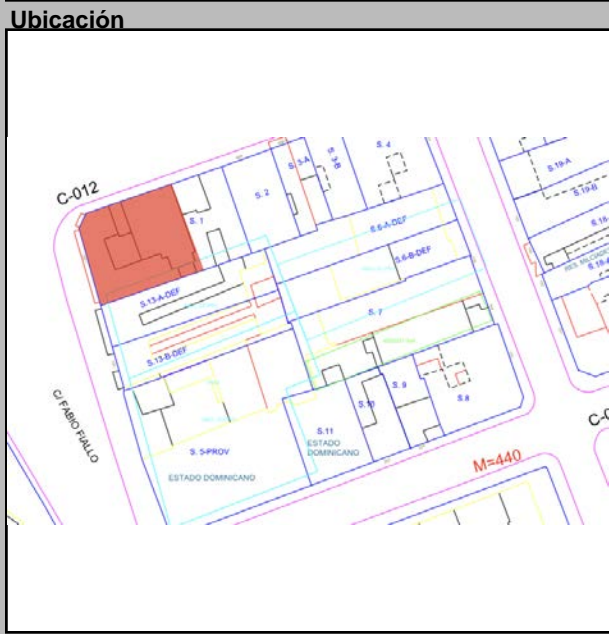 Ubicación
C-012
S. 1
S. 2
S. 3-A
S. 3-B
S. 4
S.6-A-DEF
S.6-B-DEF
S.13-A-DEF
S.13-B-DEF
S. 7
S. 9
S.10
S.8
S.11
ESTADO
DOMINICANO
S. 5-PROV
ESTADO DOMINICANO
C/ FABIO FIALLO
M=440
S.19-A
S.19-B